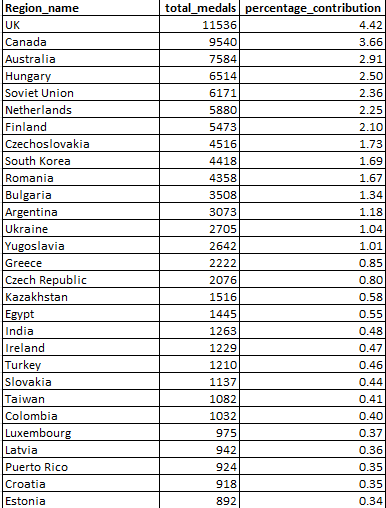 Region_name total_medals percentage_contribution
UK 11536 4.42
Canada 9540 3.66
Australia 7584 2.91
Hungary 6514 2.50
Soviet Union 6171 2.36
Netherlands 5880 2.25
Finland 5473 2.10
Czechoslovakia 4516 1.73
South Korea 4418 1.69
Romania 4358 1.67
Bulgaria 3508 1.34
Argentina 3073 1.18
Ukraine 2705 1.04
Yugoslavia 2642 1.01
Greece 2222 0.85
Czech Republic 2076 0.80
Kazakhstan 1516 0.58
Egypt 1445 0.55
India 1263 0.48
Ireland 1229 0.47
Turkey 1210 0.46
Slovakia 1137 0.44
Taiwan 1082 0.41
Colombia 1032 0.40
Luxembourg 975 0.37
Latvia 942 0.36
Puerto Rico 924 0.35
Croatia 918 0.35
Estonia 892 0.34